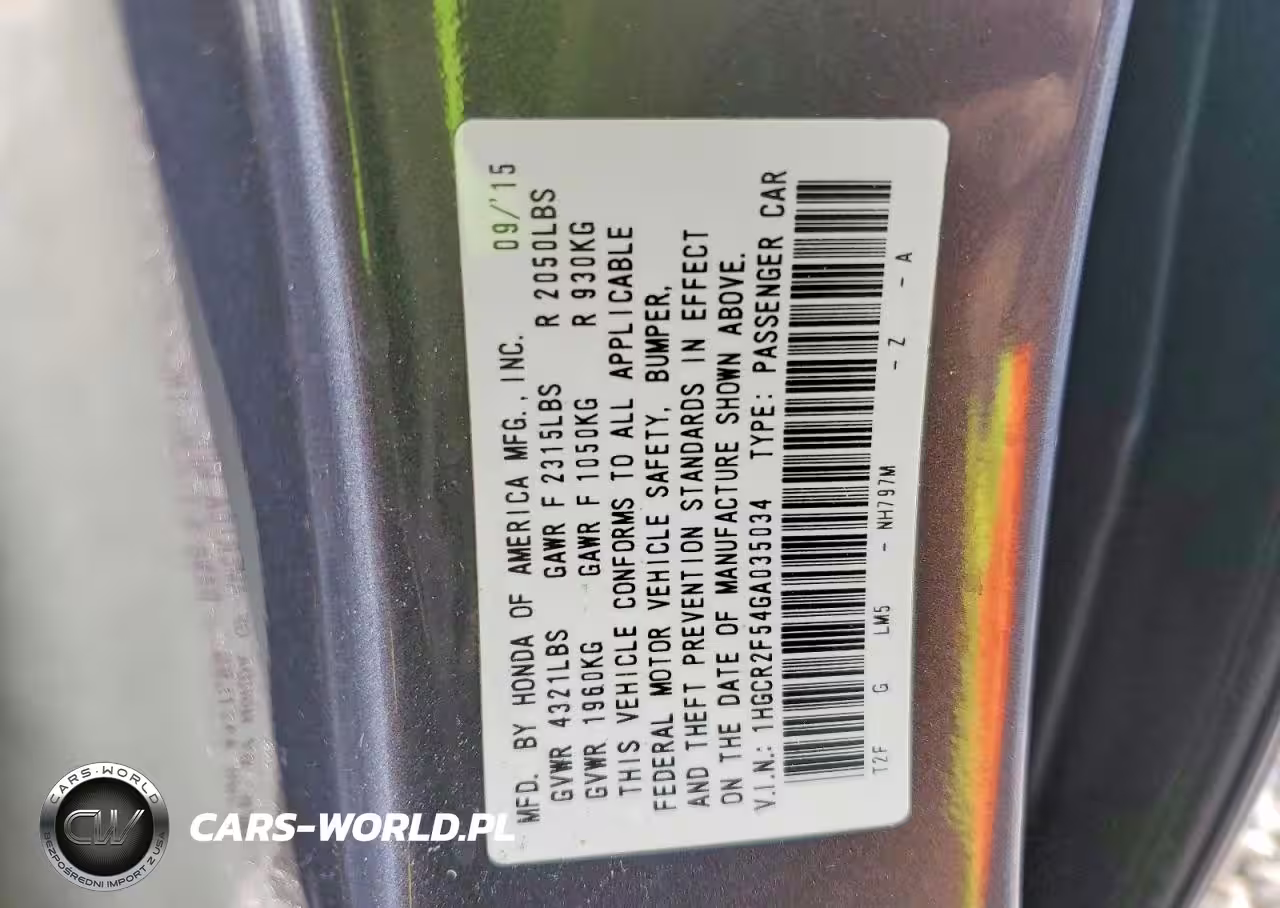 09/'15
MFD. BY HONDA OF AMERICA MFG., INC.
GVWR 4321LBS GAWR F 2315LBS R 2050LBS
GVWR 1960KG GAWR F 1050KG R 930KG
THIS VEHICLE CONFORMS TO ALL APPLICABLE
FEDERAL MOTOR VEHICLE SAFETY, BUMPER,
AND THEFT PREVENTION STANDARDS IN EFFECT
ON THE DATE OF MANUFACTURE SHOWN ABOVE.
V.I.N.: 1HGCR2F54GA035034 TYPE: PASSENGER CAR
T2F G LM5 - NH797M - Z - A
CARS-WORLD
CW
BEZPOŚREDNI IMPORT Z USA
CARS-WORLD.PL